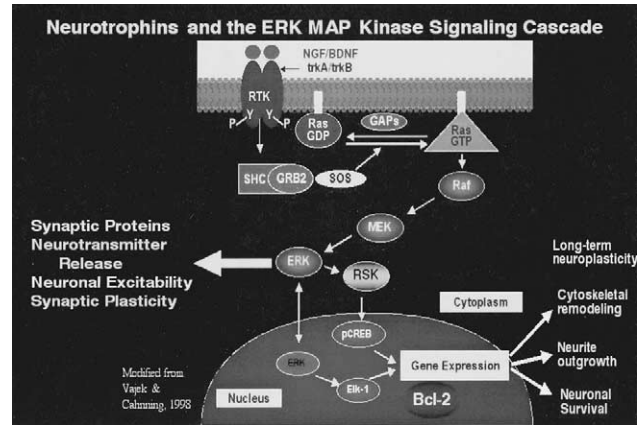 Neurotrophins and the ERK MAP Kinase Signaling Cascade
NGF/BDNF
trkA/trkB
RTK
P Y Y P
Ras
GDP
GAPs
Ras
GTP
SHC
GRB2
SOS
Raf
MEK
ERK
RSK
Synaptic Proteins
Neurotransmitter
Release
Neuronal Excitability
Synaptic Plasticity
Long-term
neuroplasticity
Cytoplasm
Cytoskeletal
remodeling
pCREB
Gene Expression
Neurite
outgrowth
ERK
Elk-1
Bcl-2
Neuronal
Survival
Nucleus
Modified from
Vajek &
Cahnning, 1998